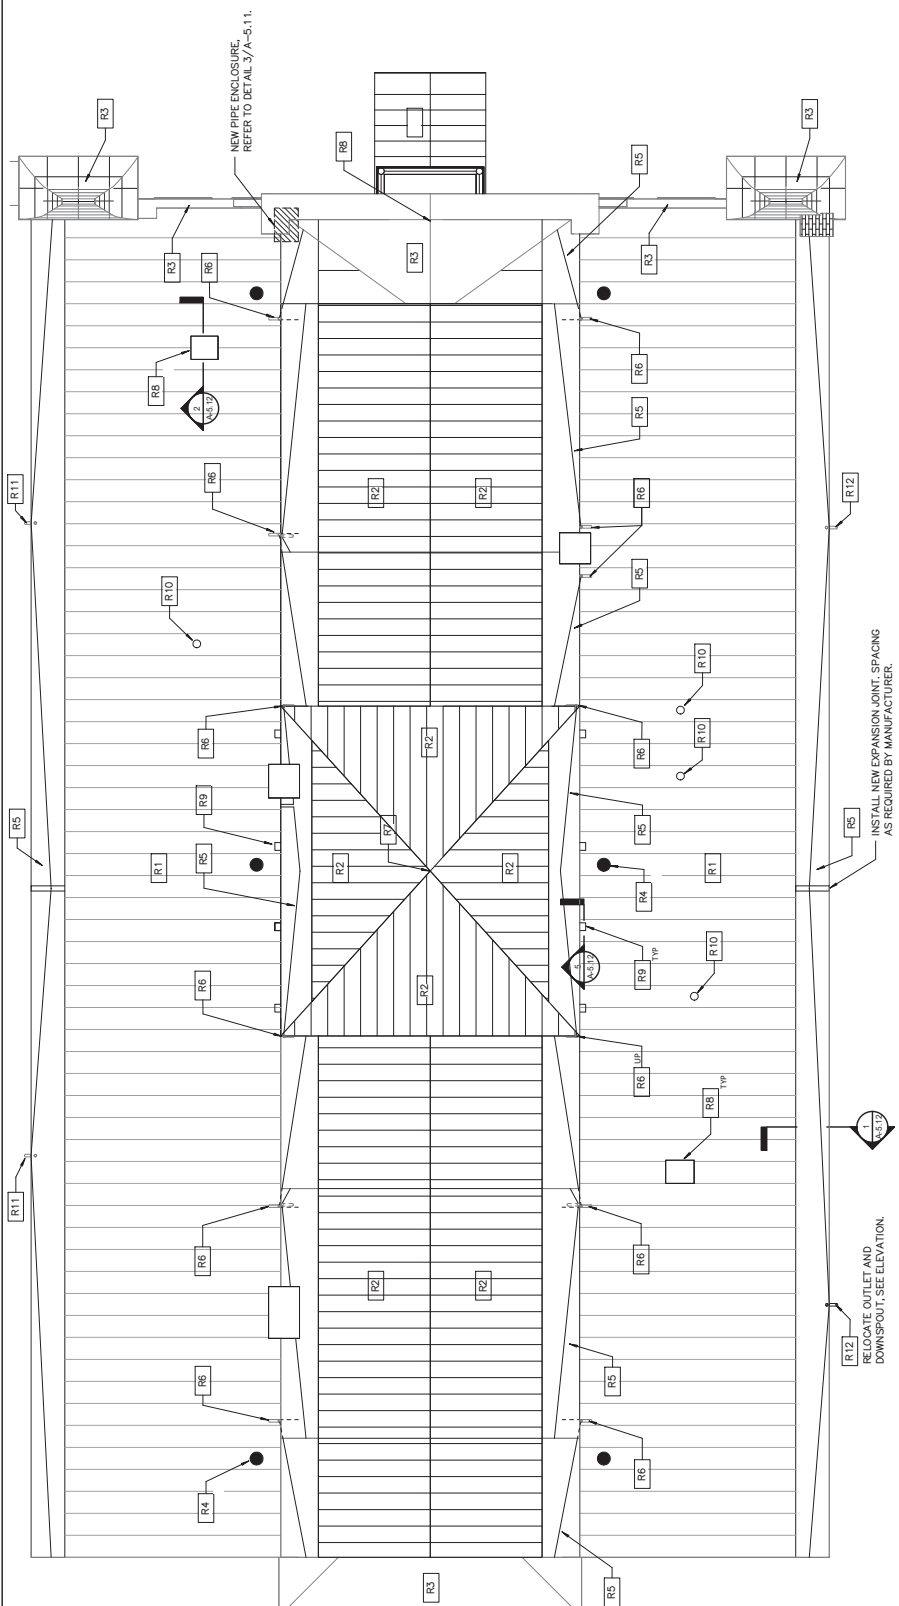 NEW PIPE ENCLOSURE,
REFER TO DETAIL 3/A-5.11.
R3
R8
R5
R3
R3
R6
R3
R3
R8
R6
2
A-5.12
R5
R11
R6
R2
R2
R6
R12
R10
R5
R10
R6
R2
R6
R10
R5
R9
R7
R5
INSTALL NEW EXPANSION JOINT. SPACING
AS REQUIRED BY MANUFACTURER.
R1
R5
R2
R2
R4
R1
R5
R6
R2
5
A-5.12
R9
TYP
R10
R6
UP
R8
TYP
1
A-5.12
R11
R6
R2
R2
R6
R12
RELOCATE OUTLET AND
DOWNSPOUT, SEE ELEVATION.
R6
R5
R4
R6
R3
R5